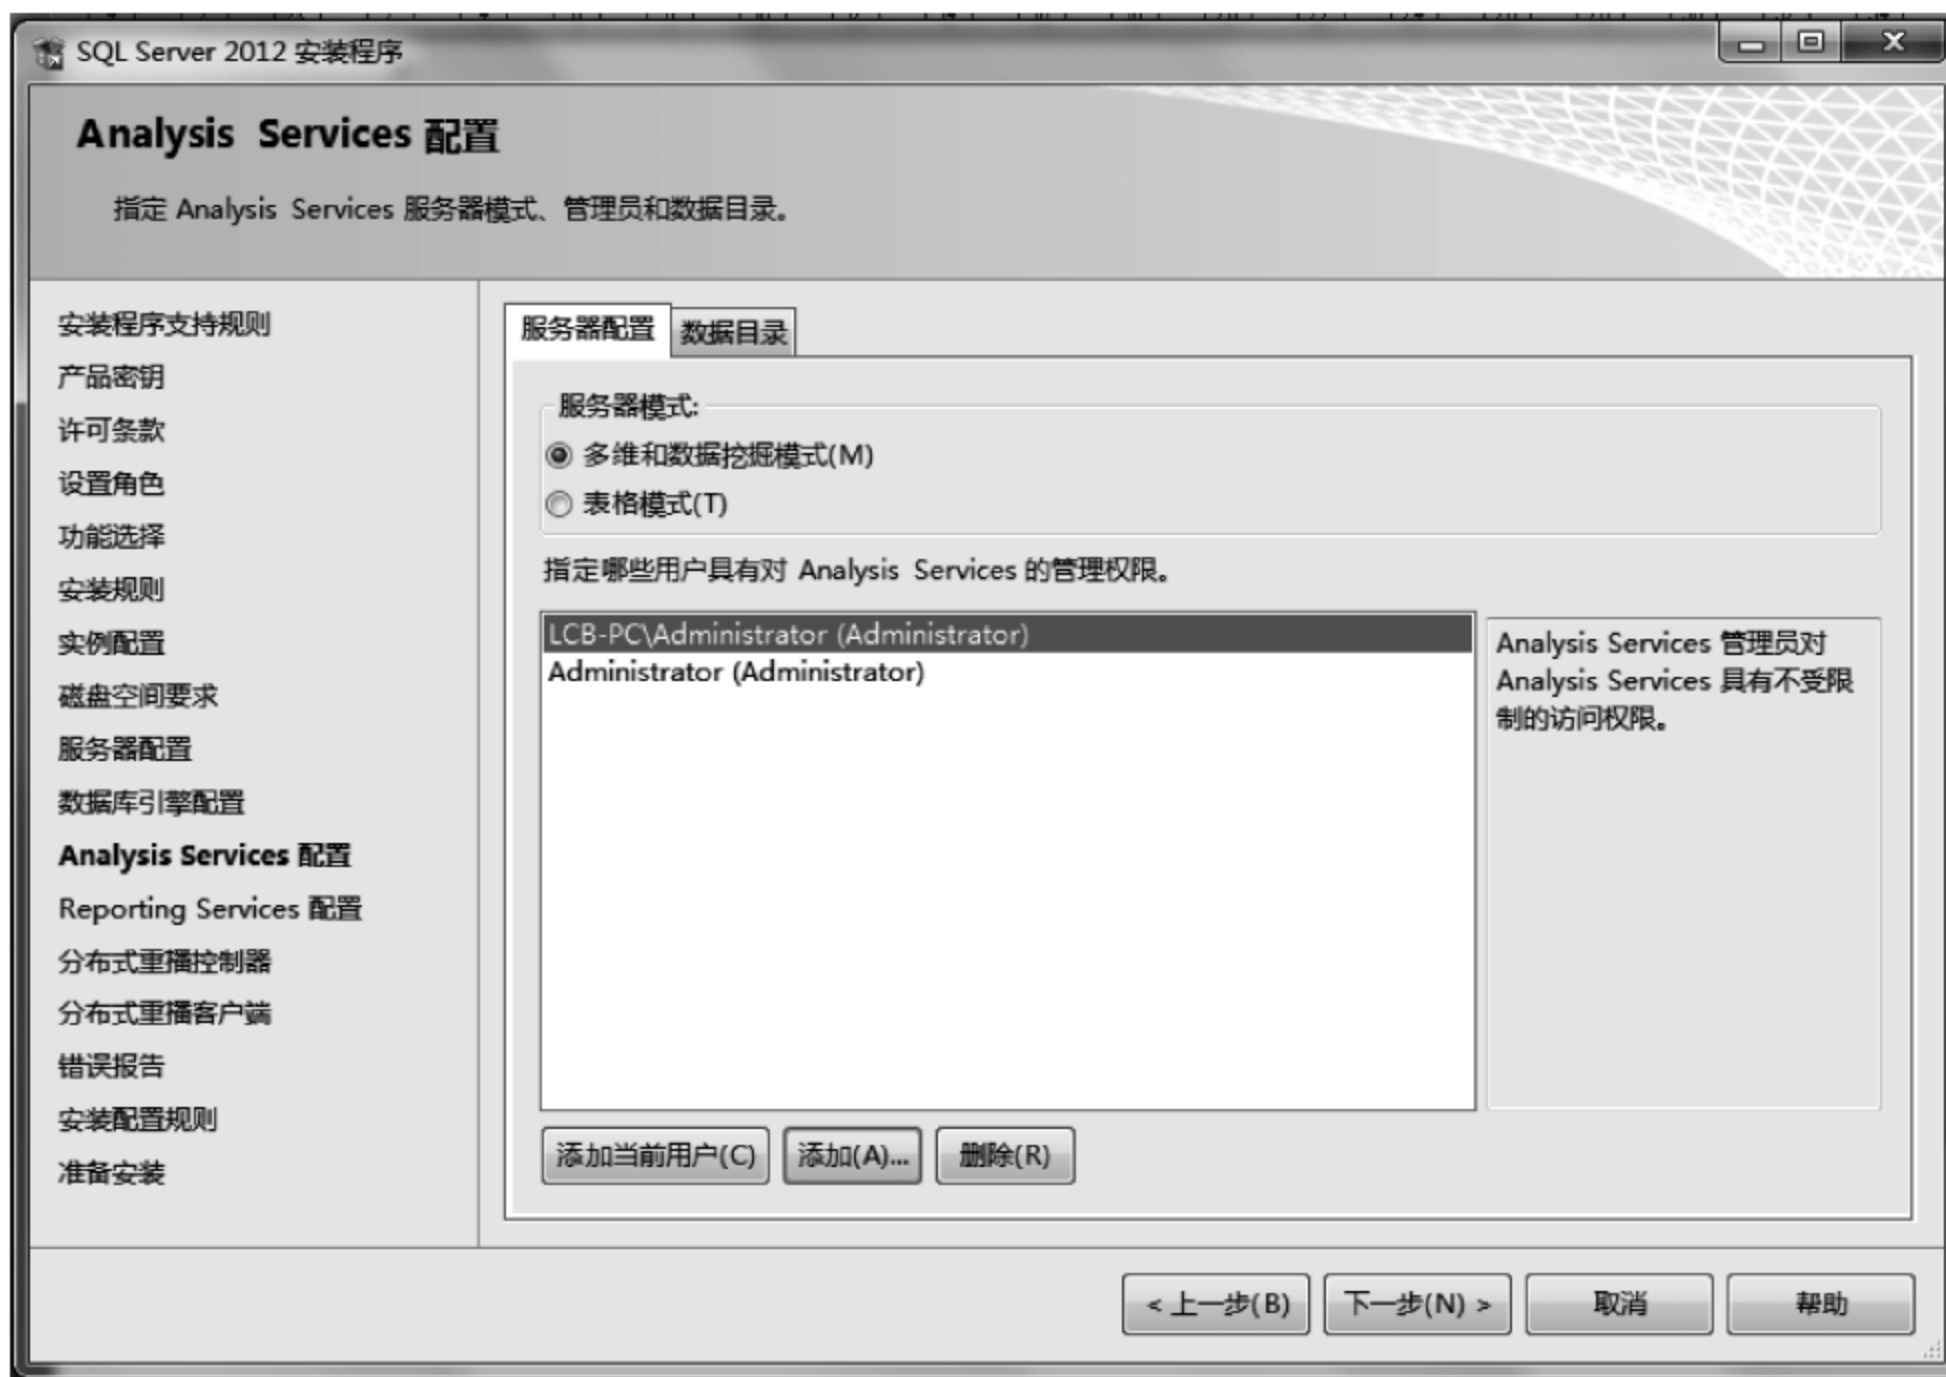 SQL Server 2012 安装程序
Analysis Services 配置
指定 Analysis Services 服务器模式、管理员和数据目录。
安装程序支持规则
产品密钥
许可条款
设置角色
功能选择
安装规则
实例配置
磁盘空间要求
服务器配置
数据库引擎配置
Analysis Services 配置
Reporting Services 配置
分布式重播控制器
分布式重播客户端
错误报告
安装配置规则
准备安装
服务器配置 数据目录
服务器模式:
多维和数据挖掘模式(M)
表格模式(T)
指定哪些用户具有对 Analysis Services 的管理权限。
LCB-PC\Administrator (Administrator)
Administrator (Administrator)
Analysis Services 管理员对
Analysis Services 具有不受限
制的访问权限。
添加当前用户(C) 添加(A)... 删除(R)
< 上一步(B) 下一步(N) > 取消 帮助